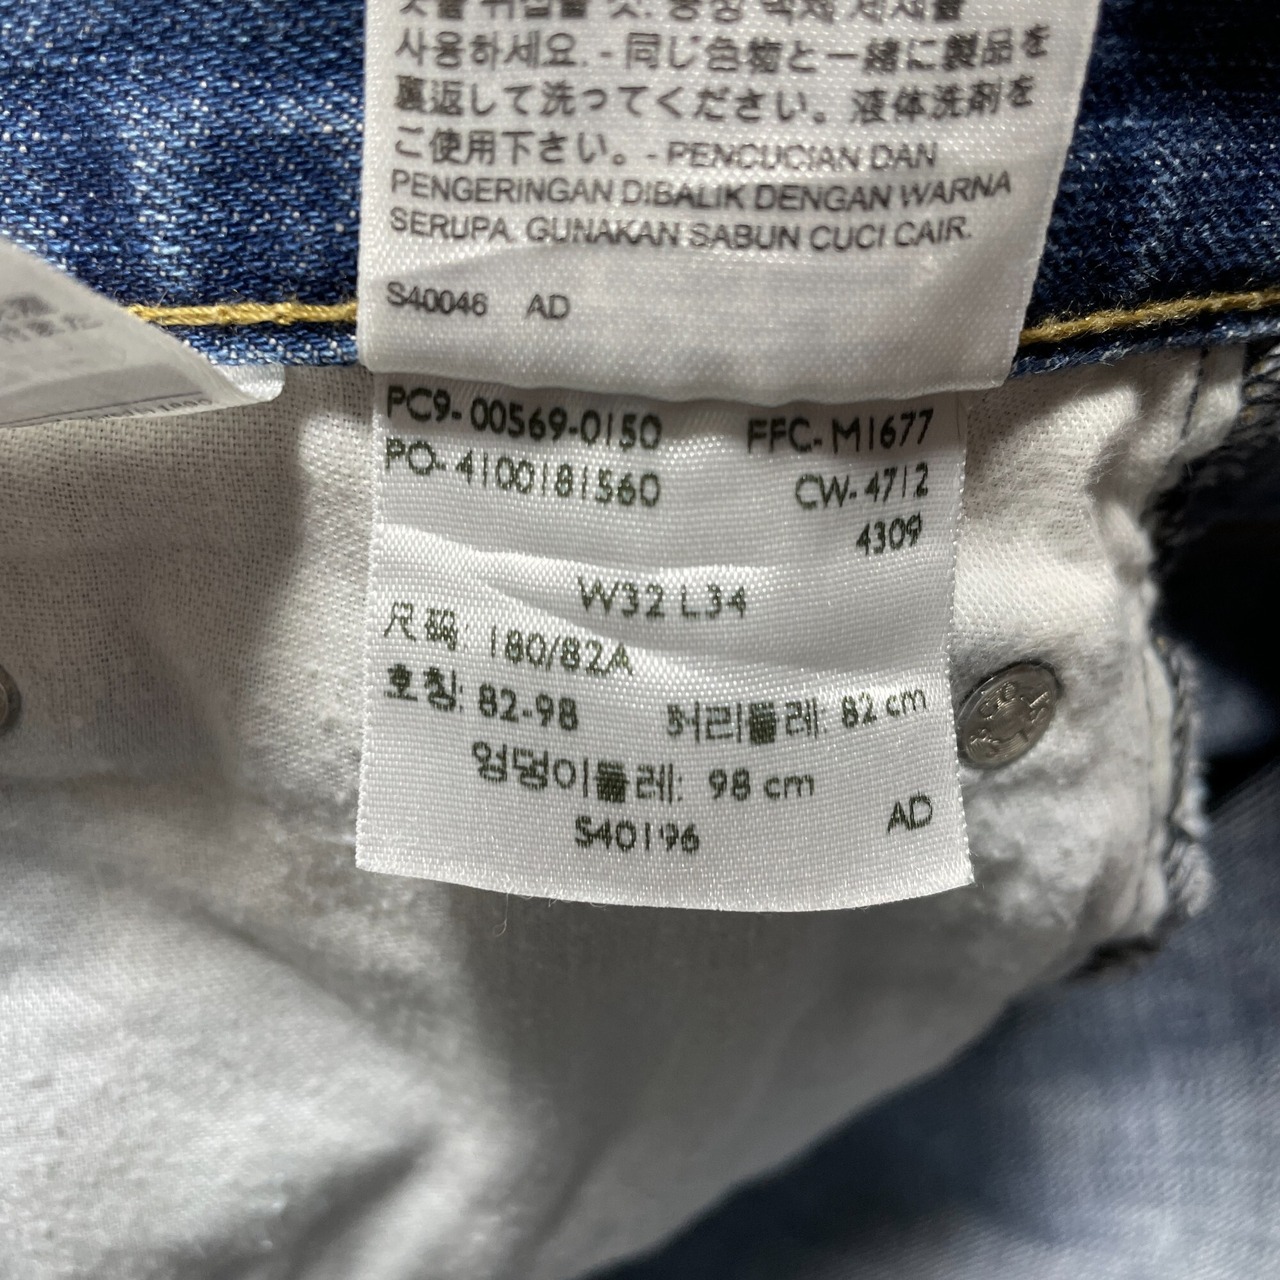 사용하세요. - 同じ色物と一緒に製品を
裏返して洗ってください。液体洗剤を
ご使用下さい。- PENCUCIAN DAN
PENGERINGAN DIBALIK DENGAN WARNA
SERUPA. GUNAKAN SABUN CUCI CAIR.
S40046 AD
PC9-00569-0150 FFC-M1677
PO-4100181560 CW-4712
4309
W32 L34
尺码: 180/82A
호칭: 82-98 허리둘레: 82 cm
엉덩이둘레: 98 cm
S40196 AD